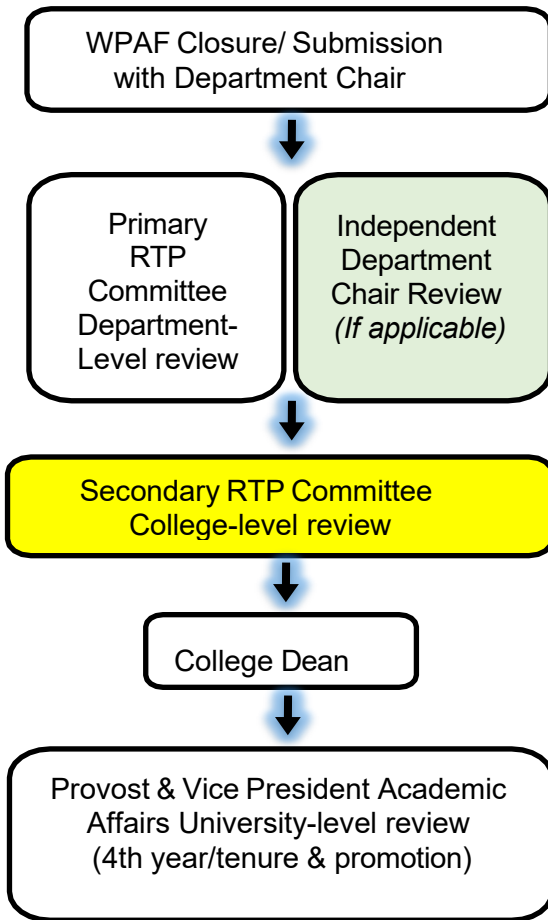 WPAF Closure/ Submission
with Department Chair
Primary
RTP
Committee
Department-
Level review
Independent
Department
Chair Review
(If applicable)
Secondary RTP Committee
College-level review
College Dean
Provost & Vice President Academic
Affairs University-level review
(4th year/tenure & promotion)